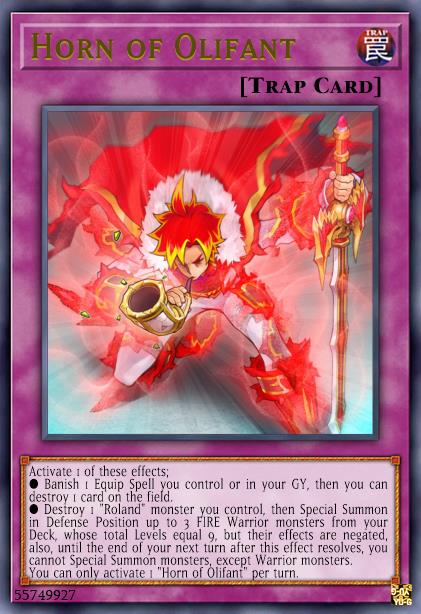 HORN OF OLIFANT
TRAP
罠
[TRAP CARD]
Activate 1 of these effects;
● Banish 1 Equip Spell you control or in your GY, then you can
destroy 1 card on the field.
● Destroy 1 "Roland" monster you control, then Special Summon
in Defense Position up to 3 FIRE Warrior monsters from your
Deck, whose total Levels equal 9, but their effects are negated,
also, until the end of your next turn after this effect resolves, you
cannot Special Summon monsters, except Warrior monsters.
You can only activate 1 "Horn of Olifant" per turn.
55749927